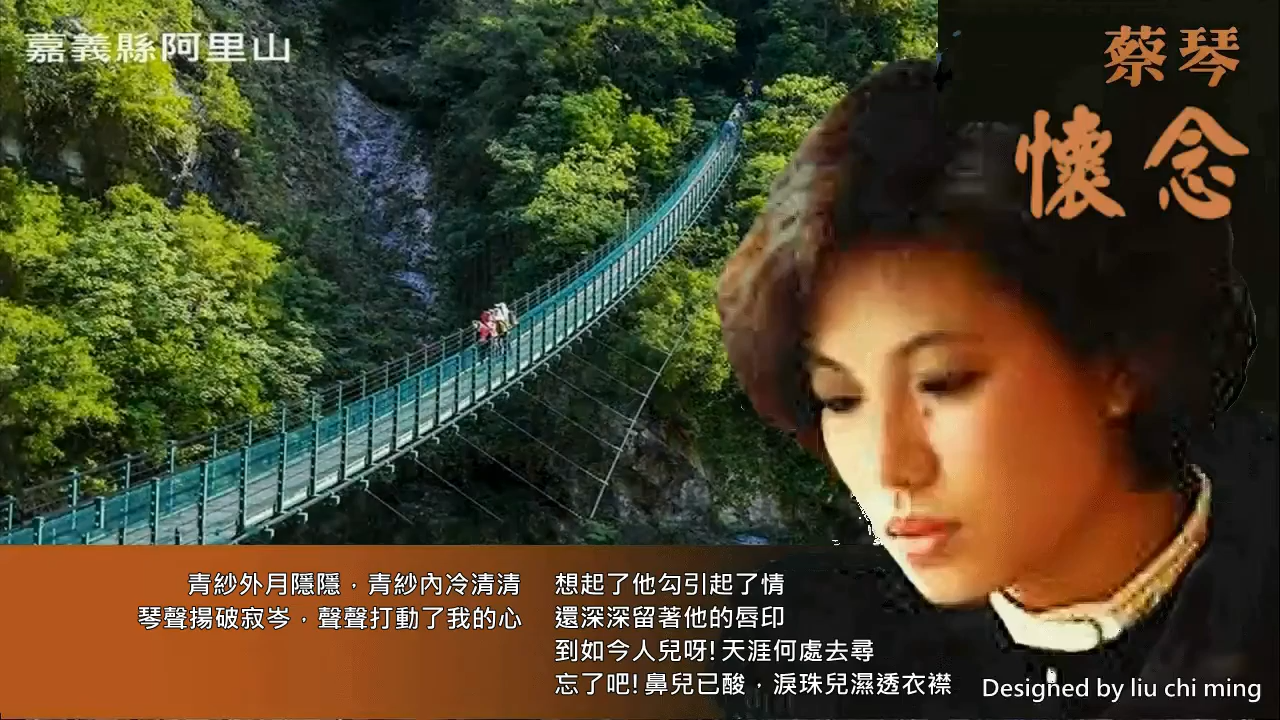 嘉義縣阿里山
蔡琴
懷念
青紗外月隱隱，青紗內冷清清
琴聲揚破寂岑，聲聲打動了我的心
想起了他勾引起了情
還深深留著他的唇印
到如今人兒呀!天涯何處去尋
忘了吧!鼻兒已酸，淚珠兒濕透衣襟
Designed by liu chi ming